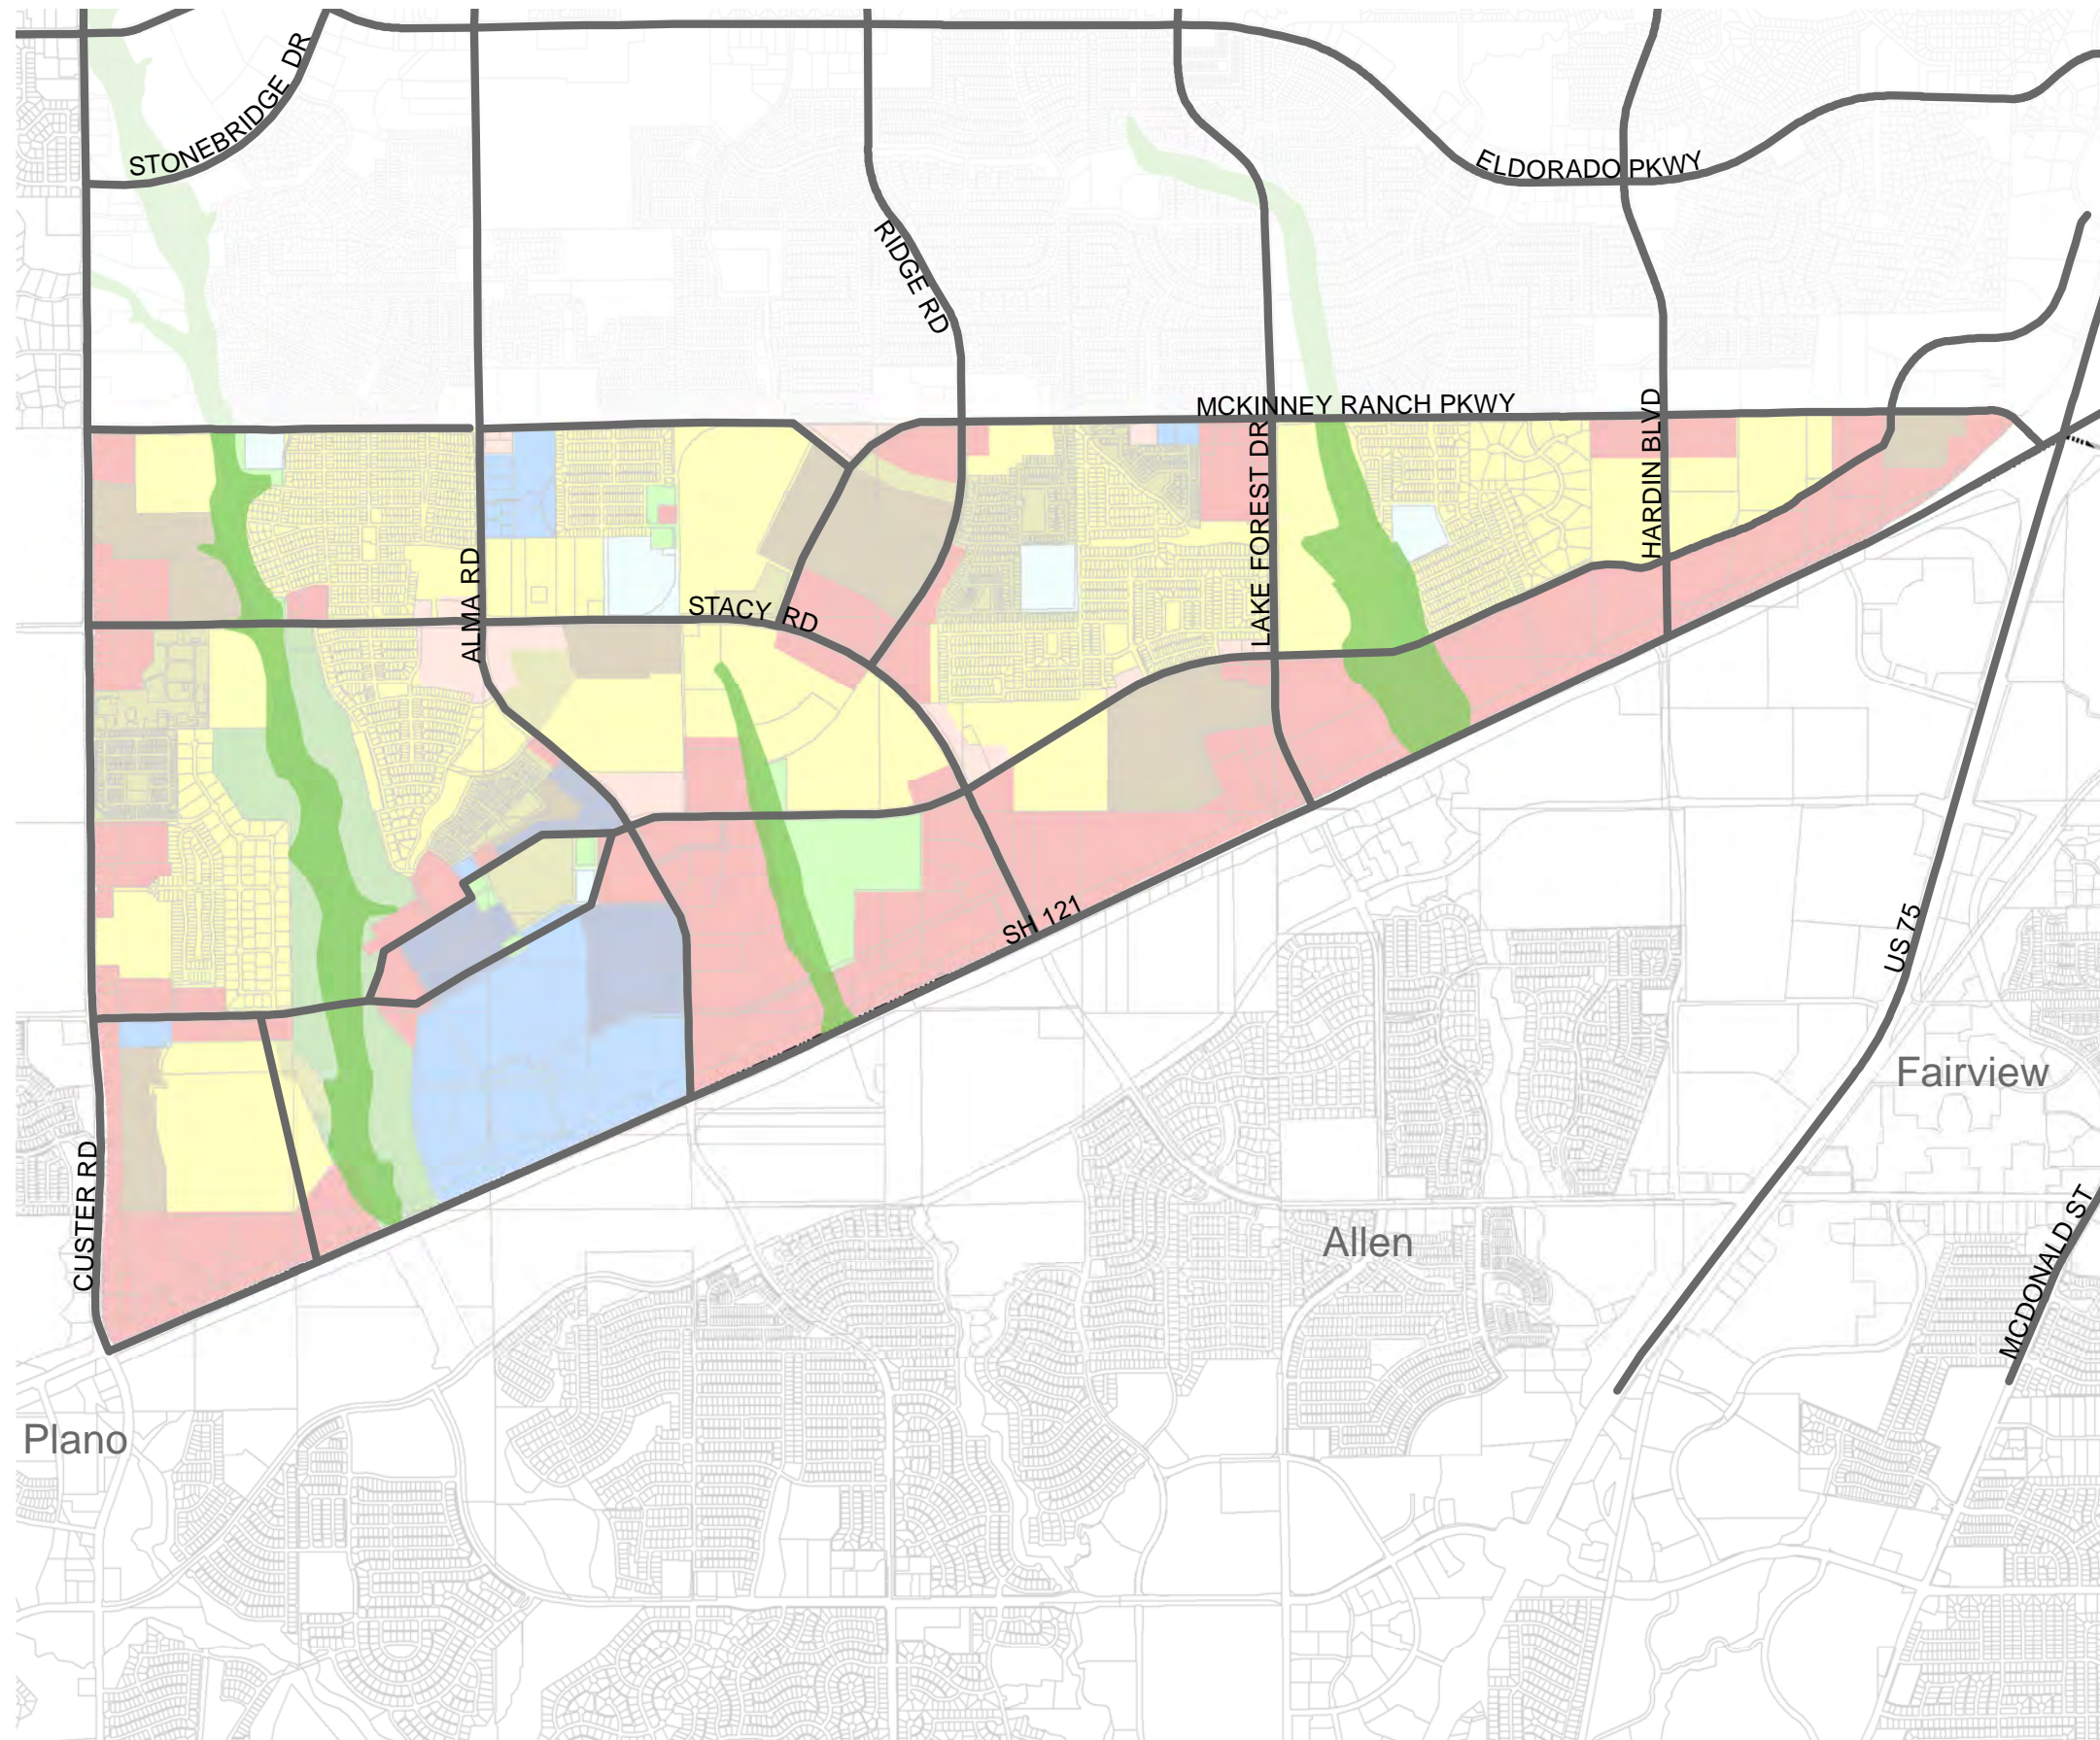 STONEBRIDGE DR
ELDORADO PKWY
RIDGE RD
MCKINNEY RANCH PKWY
HARDIN BLVD
LAKE FOREST DR
ALMA RD
STACY RD
SH 121
US 75
Fairview
CUSTER RD
Allen
MCDONALD ST
Plano